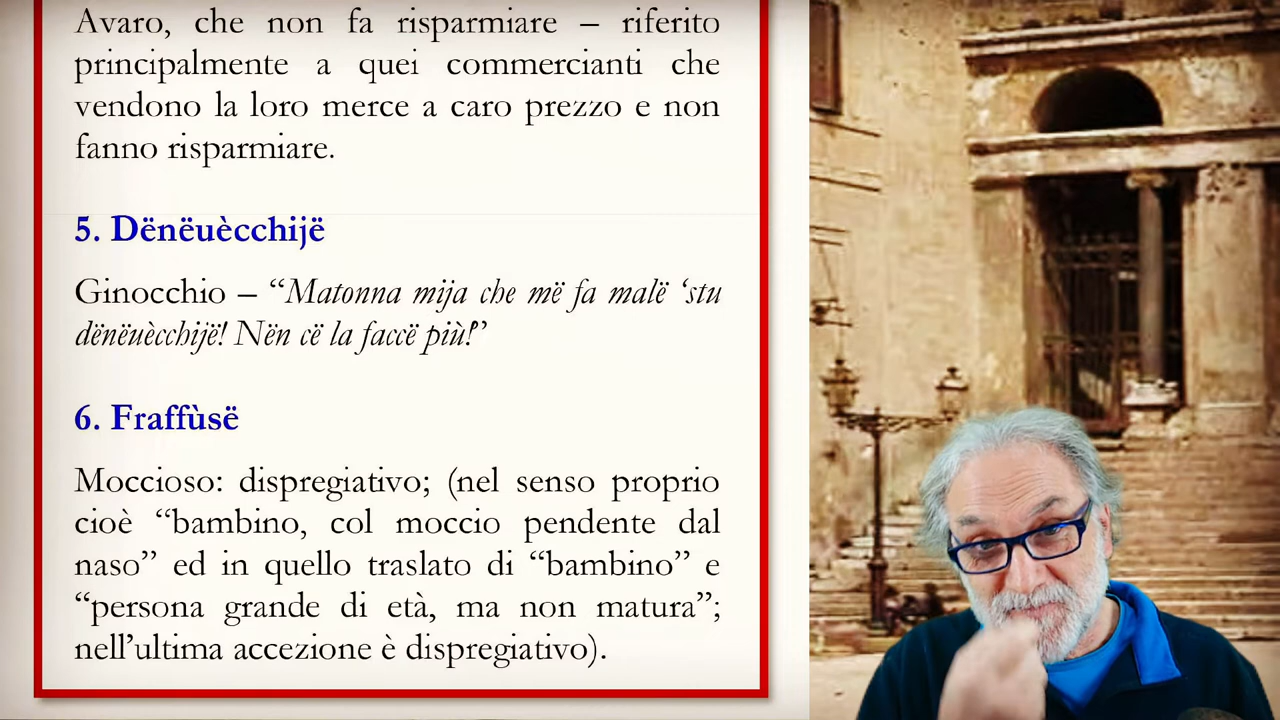 Avaro, che non fa risparmiare – riferito
principalmente a quei commercianti che
vendono la loro merce a caro prezzo e non
fanno risparmiare.
5. Dënëuècchijë
Ginocchio – “Matonna mija che më fa malë ‘stu
dënëuècchijë! Nën cë la faccë più!”
6. Fraffùsë
Moccioso: dispregiativo; (nel senso proprio
cioè “bambino, col moccio pendente dal
naso” ed in quello traslato di “bambino” e
“persona grande di età, ma non matura”;
nell’ultima accezione è dispregiativo).